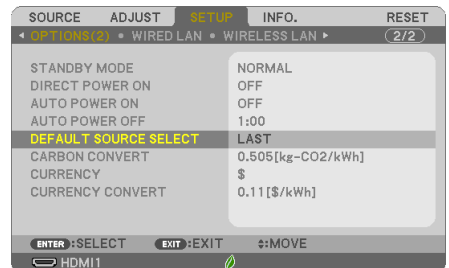 SOURCE ADJUST SETUP INFO. RESET
◀ OPTIONS(2) • WIRED LAN • WIRELESS LAN ▶ 2/2
STANDBY MODE NORMAL
DIRECT POWER ON OFF
AUTO POWER ON OFF
AUTO POWER OFF 1:00
DEFAULT SOURCE SELECT LAST
CARBON CONVERT 0.505[kg-CO2/kWh]
CURRENCY $
CURRENCY CONVERT 0.11[$/kWh]
ENTER :SELECT EXIT :EXIT ♦:MOVE
HDMI1